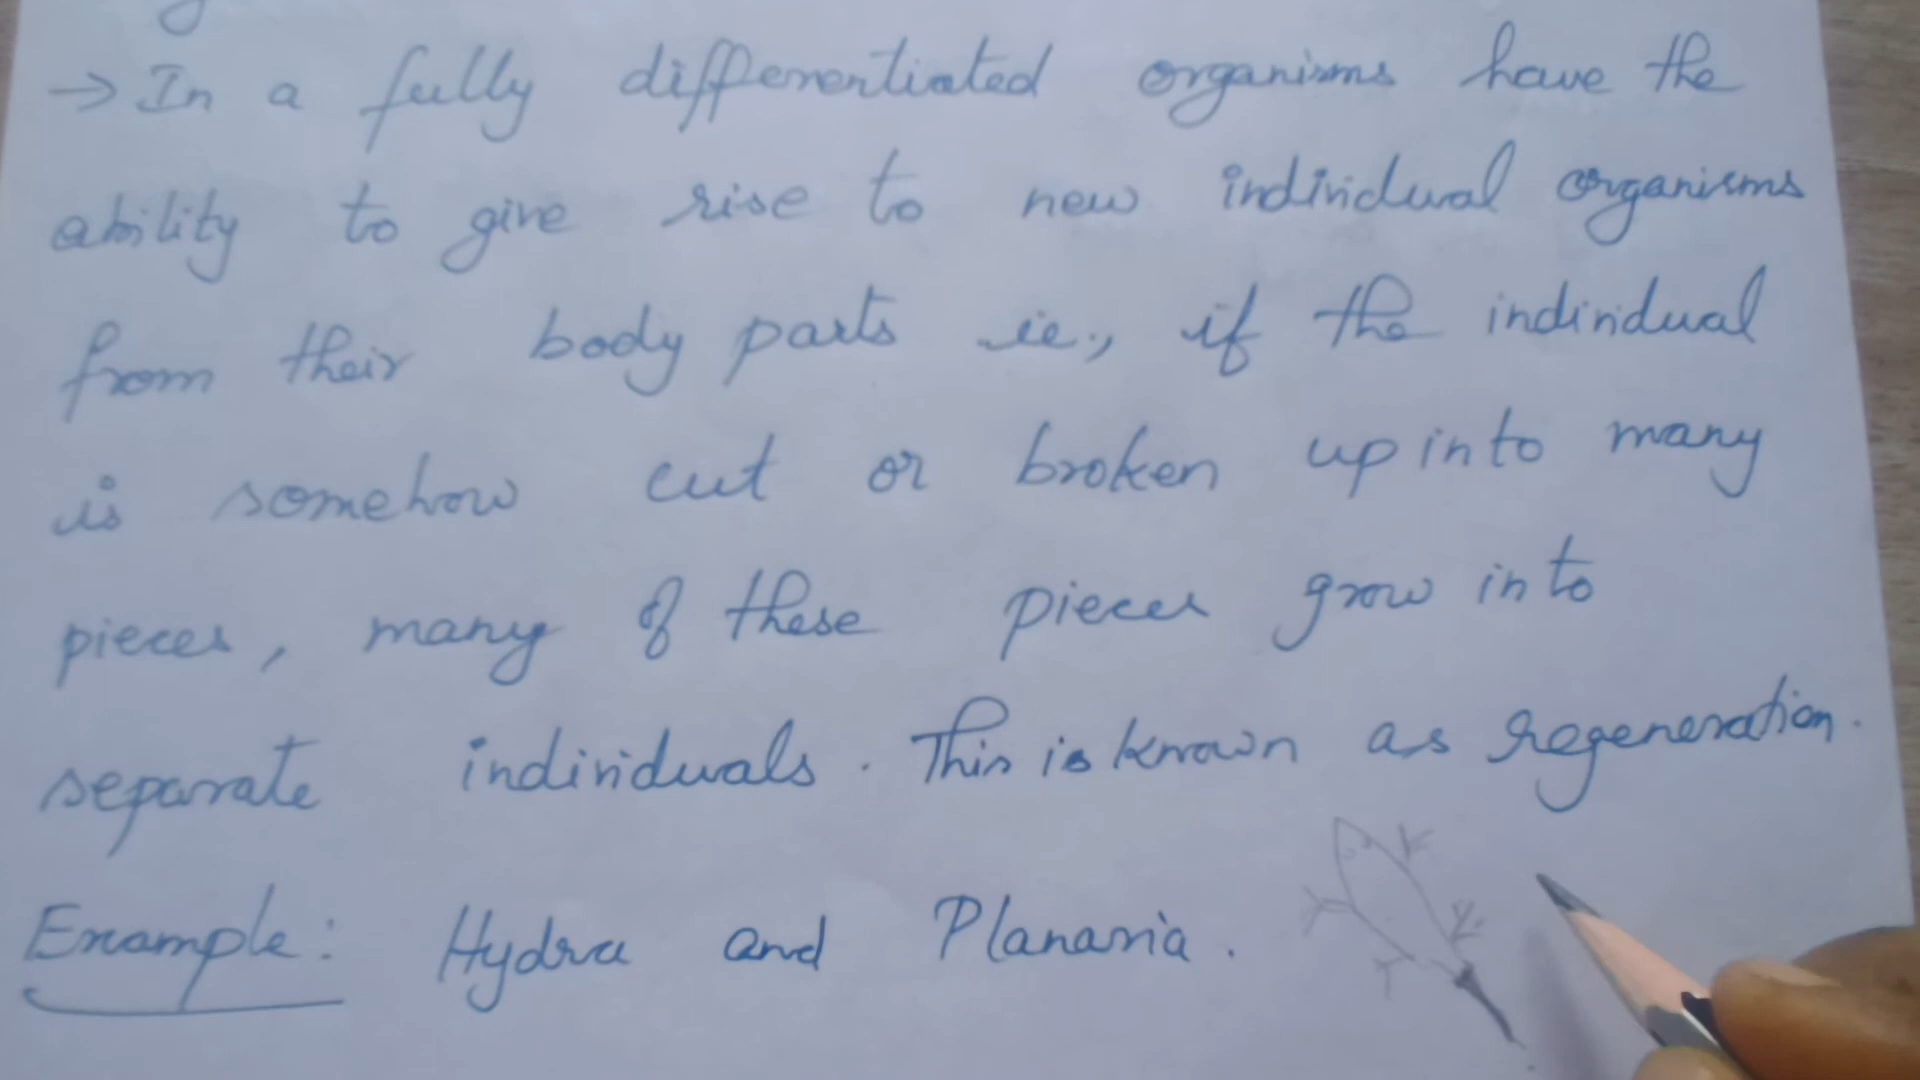 → In a fully differentiated organisms have the
ability to give rise to new individual organisms
from their body parts ie., if the individual
is somehow cut or broken up into many
pieces, many of these pieces grow into
separate individuals. This is known as regeneration.
Example: Hydra and Planaria.